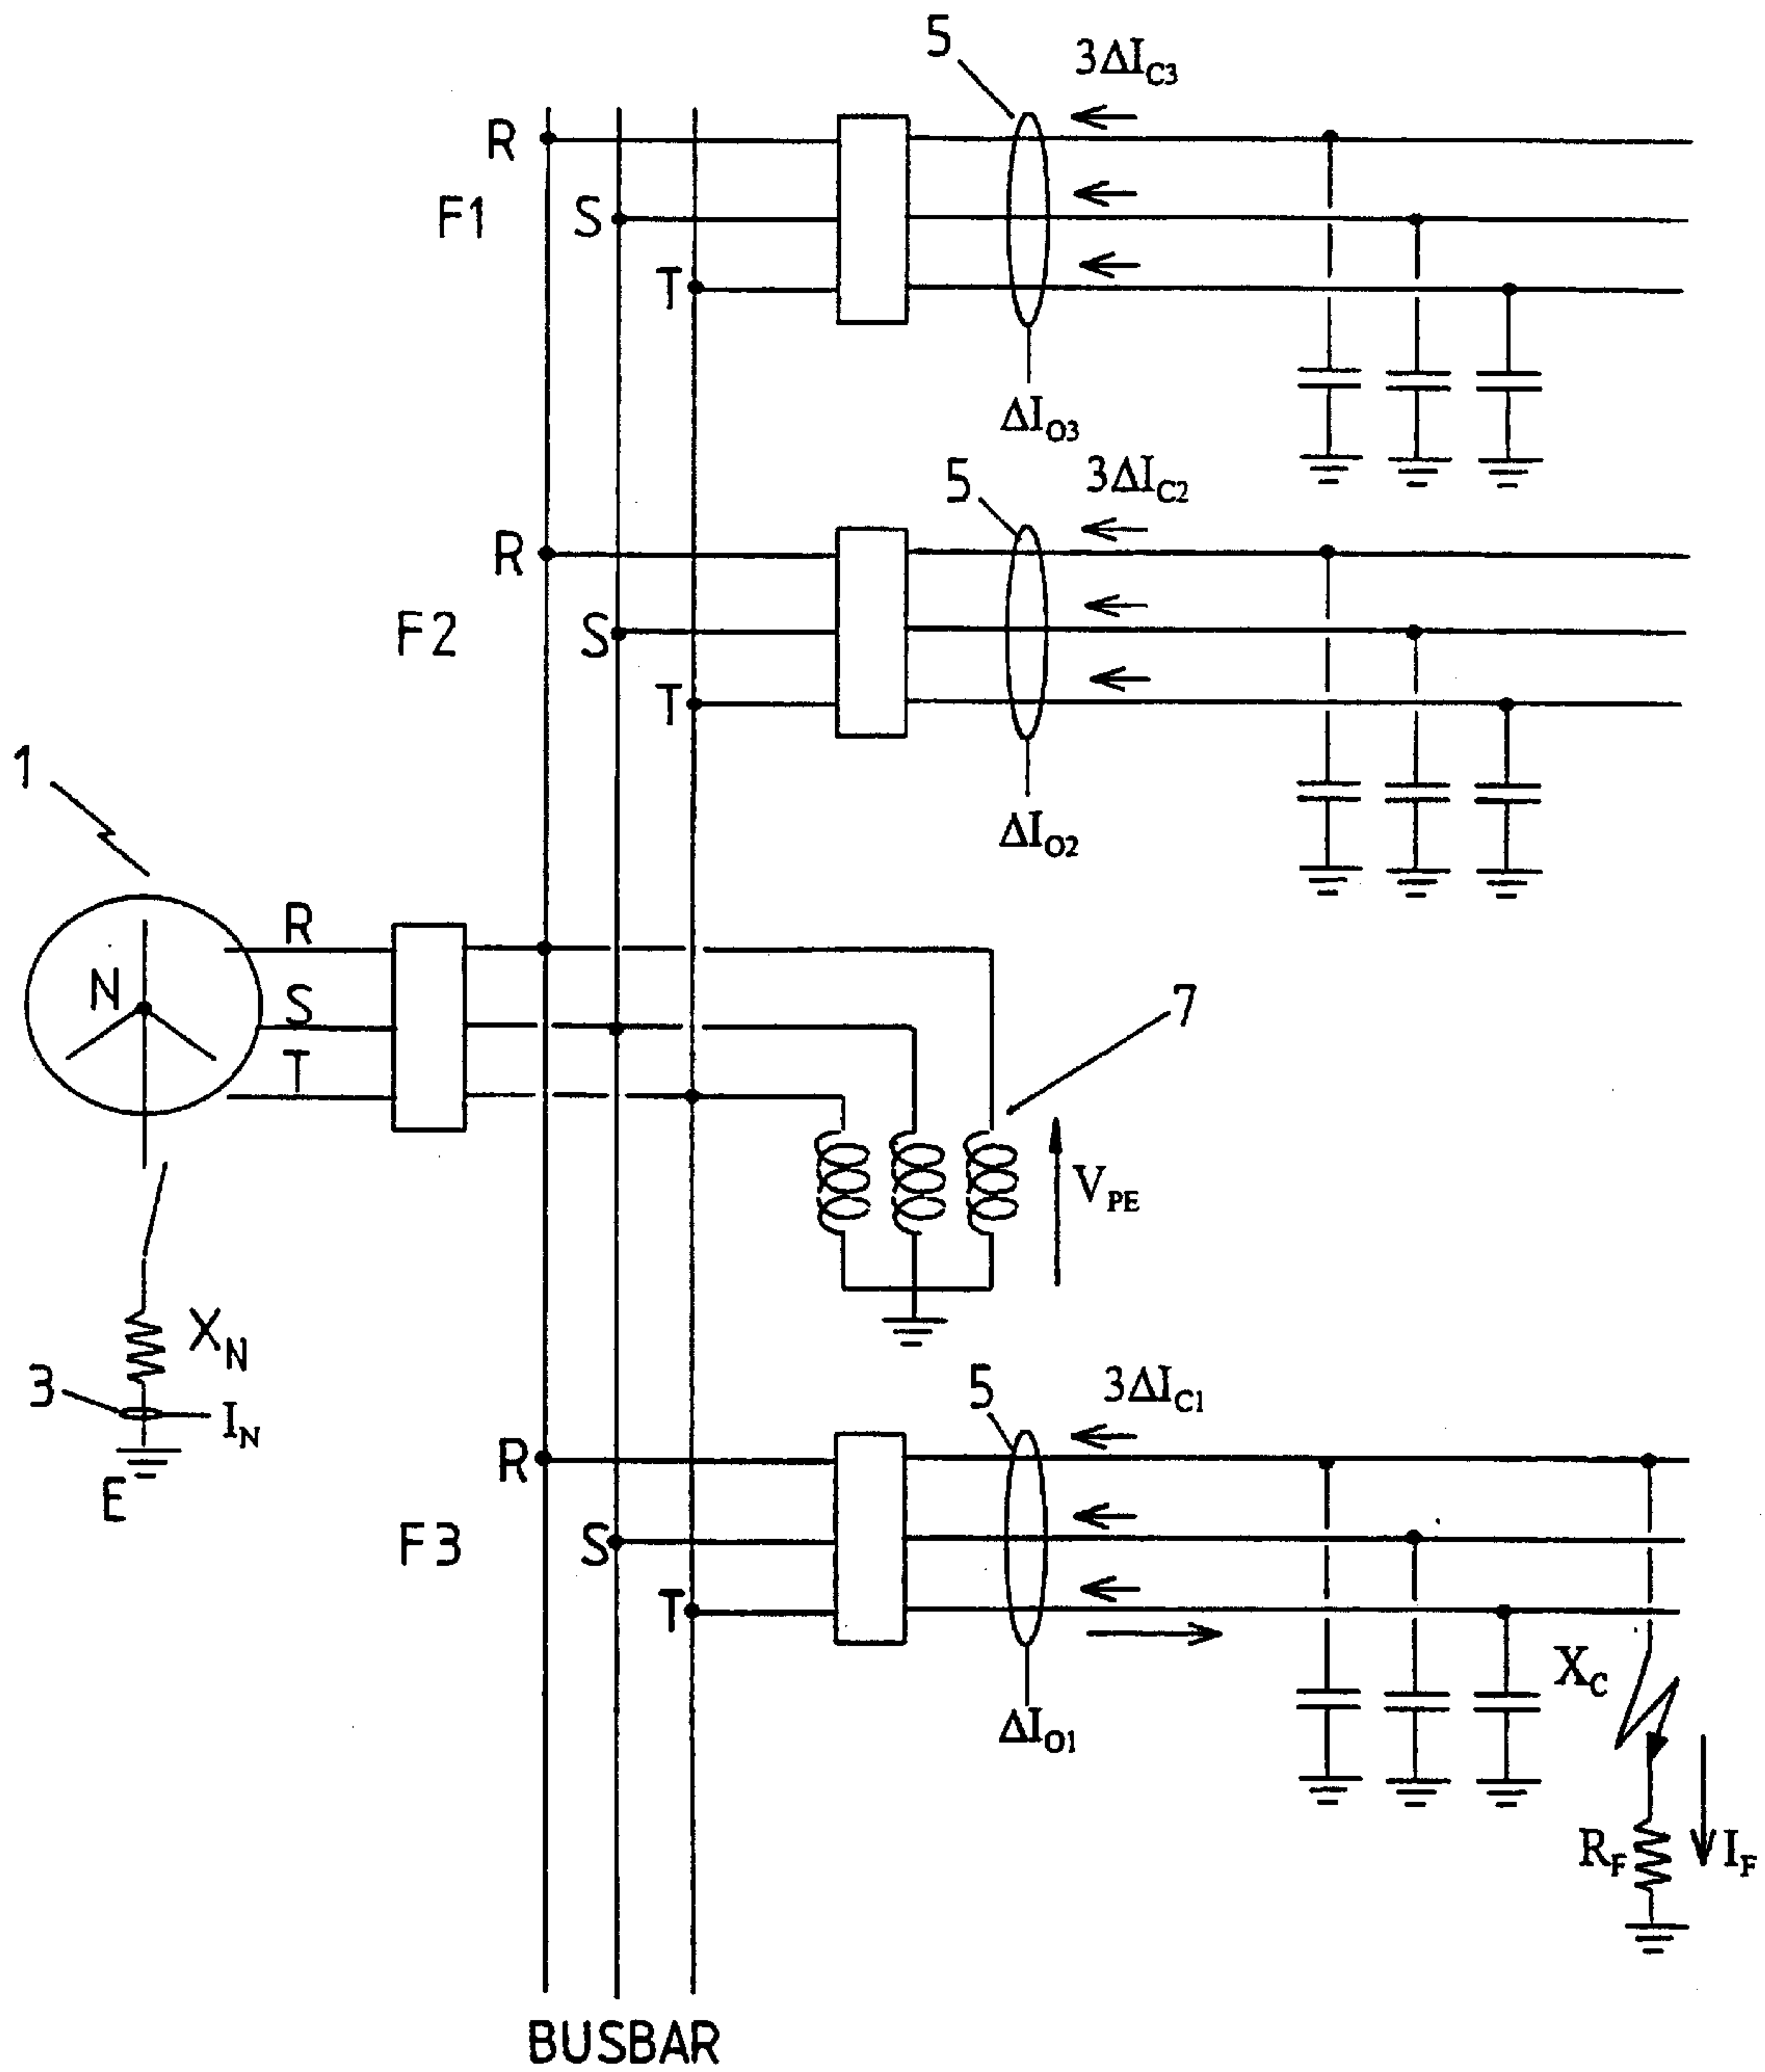 5
3ΔI_C3
R
F1
S
T
ΔI_O3
5
3ΔI_C2
R
F2
S
T
ΔI_O2
1
R
N
S
T
7
V_PE
X_N
3
I_N
E
5
3ΔI_C1
R
F3
S
T
ΔI_O1
X_C
R_F
I_F
BUSBAR